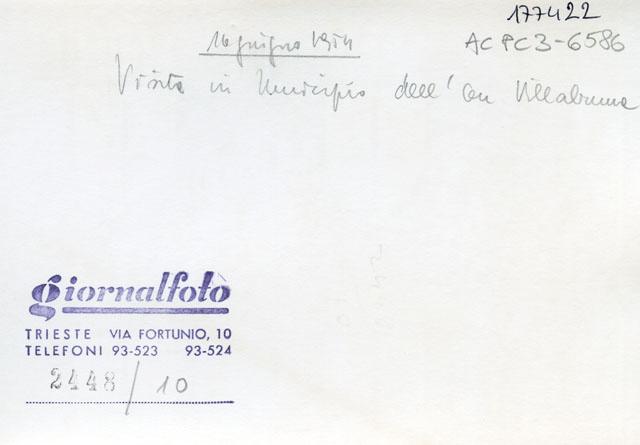 177422
AC PC3-6586
16 giugno 1954
Visita in Municipio dell'on Villabruna
giornalfoto
TRIESTE VIA FORTUNIO, 10
TELEFONI 93-523 93-524
2448/10